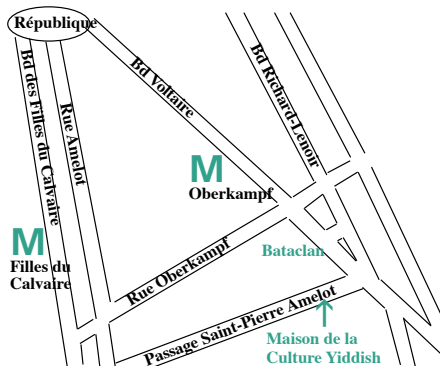 République
Bd des Filles du Calvaire
Rue Amelot
Bd Voltaire
Bd Richard-Lenoir
M
Oberkampf
M
Filles du
Calvaire
Rue Oberkampf
Bataclan
Passage Saint-Pierre Amelot
Maison de la
Culture Yiddish